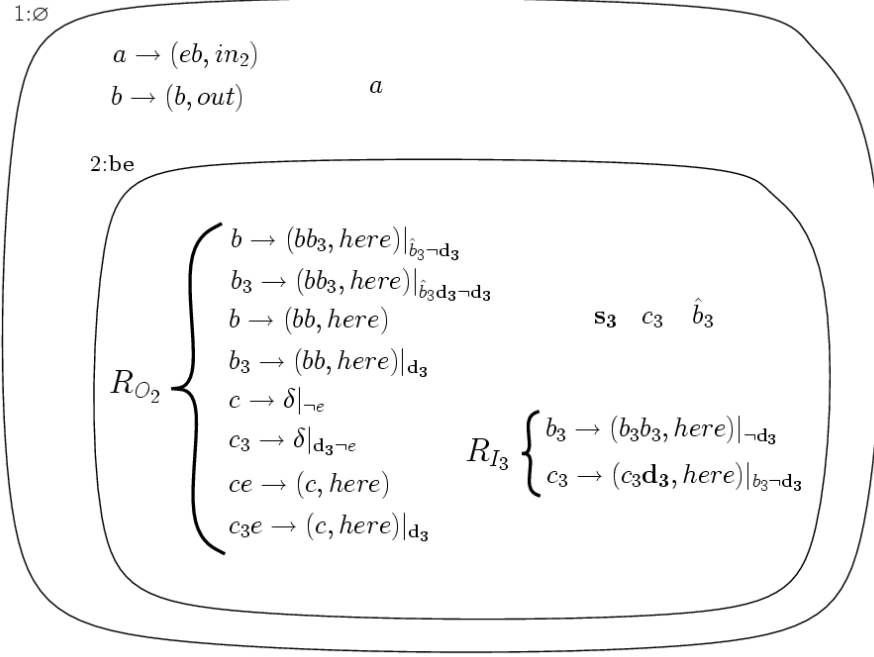 1:∅
a → (eb, in₂)
b → (b, out)
a
2:be
R_{O₂}
b → (bb₃, here)|_{b̂₃¬d₃}
b₃ → (bb₃, here)|_{b̂₃d₃¬d₃}
b → (bb, here)
b₃ → (bb, here)|_{d₃}
c → δ|_{¬e}
c₃ → δ|_{d₃¬e}
ce → (c, here)
c₃e → (c, here)|_{d₃}
s₃ c₃ b̂₃
R_{I₃}
b₃ → (b₃b₃, here)|_{¬d₃}
c₃ → (c₃d₃, here)|_{b₃¬d₃}